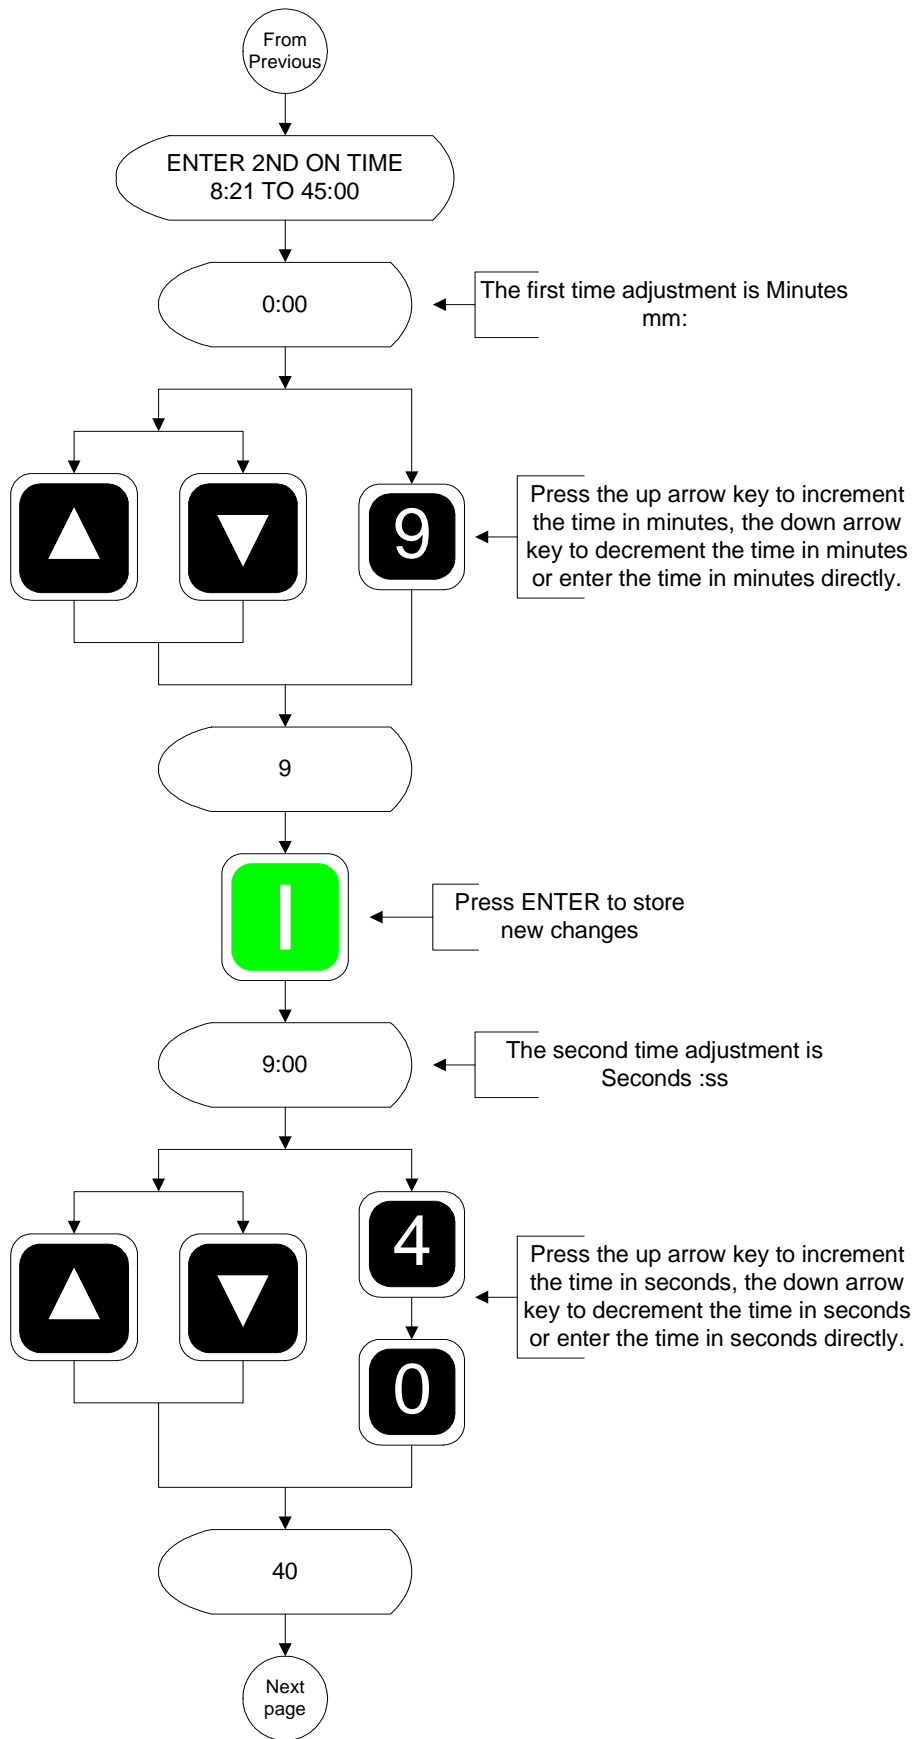 From
Previous
ENTER 2ND ON TIME
8:21 TO 45:00
0:00
The first time adjustment is Minutes
mm:
9
Press the up arrow key to increment
the time in minutes, the down arrow
key to decrement the time in minutes
or enter the time in minutes directly.
9
Press ENTER to store
new changes
9:00
The second time adjustment is
Seconds :ss
4
0
Press the up arrow key to increment
the time in seconds, the down arrow
key to decrement the time in seconds
or enter the time in seconds directly.
40
Next
page